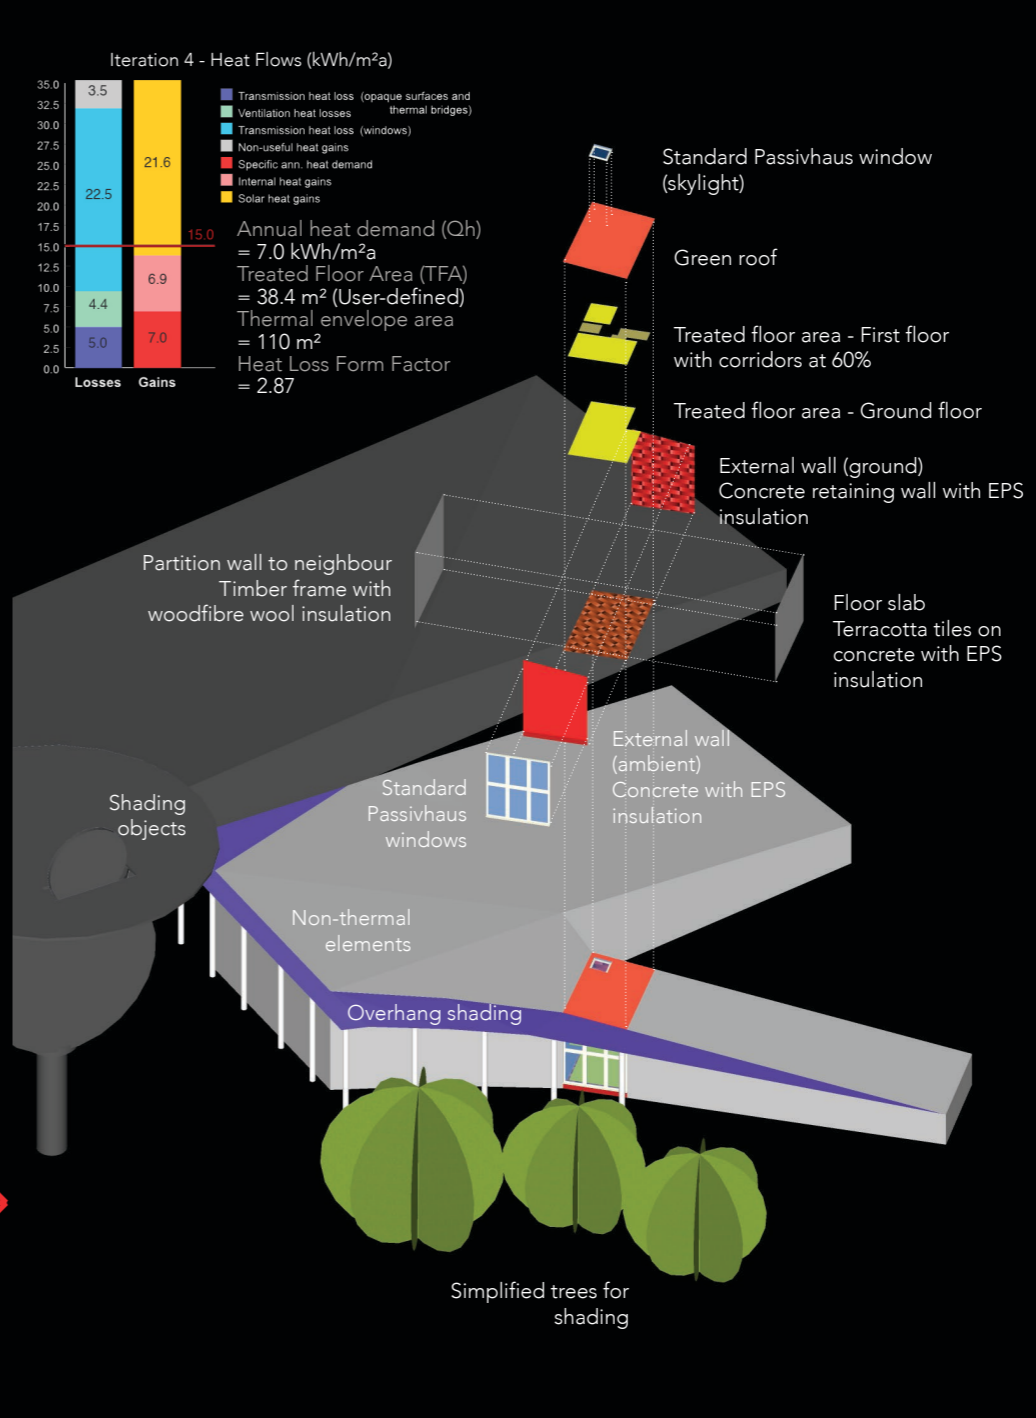 Iteration 4 - Heat Flows (kWh/m²a)
35.0
32.5
30.0
27.5
25.0
22.5
20.0
17.5
15.0
12.5
10.0
7.5
5.0
2.5
0.0
3.5
22.5
4.4
5.0
21.6
6.9
7.0
15.0
Losses Gains
Transmission heat loss (opaque surfaces and
thermal bridges)
Ventilation heat losses
Transmission heat loss (windows)
Non-useful heat gains
Specific ann. heat demand
Internal heat gains
Solar heat gains
Annual heat demand (Qh)
= 7.0 kWh/m²a
Treated Floor Area (TFA)
= 38.4 m² (User-defined)
Thermal envelope area
= 110 m²
Heat Loss Form Factor
= 2.87
Standard Passivhaus window
(skylight)
Green roof
Treated floor area - First floor
with corridors at 60%
Treated floor area - Ground floor
External wall (ground)
Concrete retaining wall with EPS
insulation
Partition wall to neighbour
Timber frame with
woodfibre wool insulation
Floor slab
Terracotta tiles on
concrete with EPS
insulation
External wall
(ambient)
Concrete with EPS
insulation
Standard
Passivhaus
windows
Shading
objects
Non-thermal
elements
Overhang shading
Simplified trees for
shading